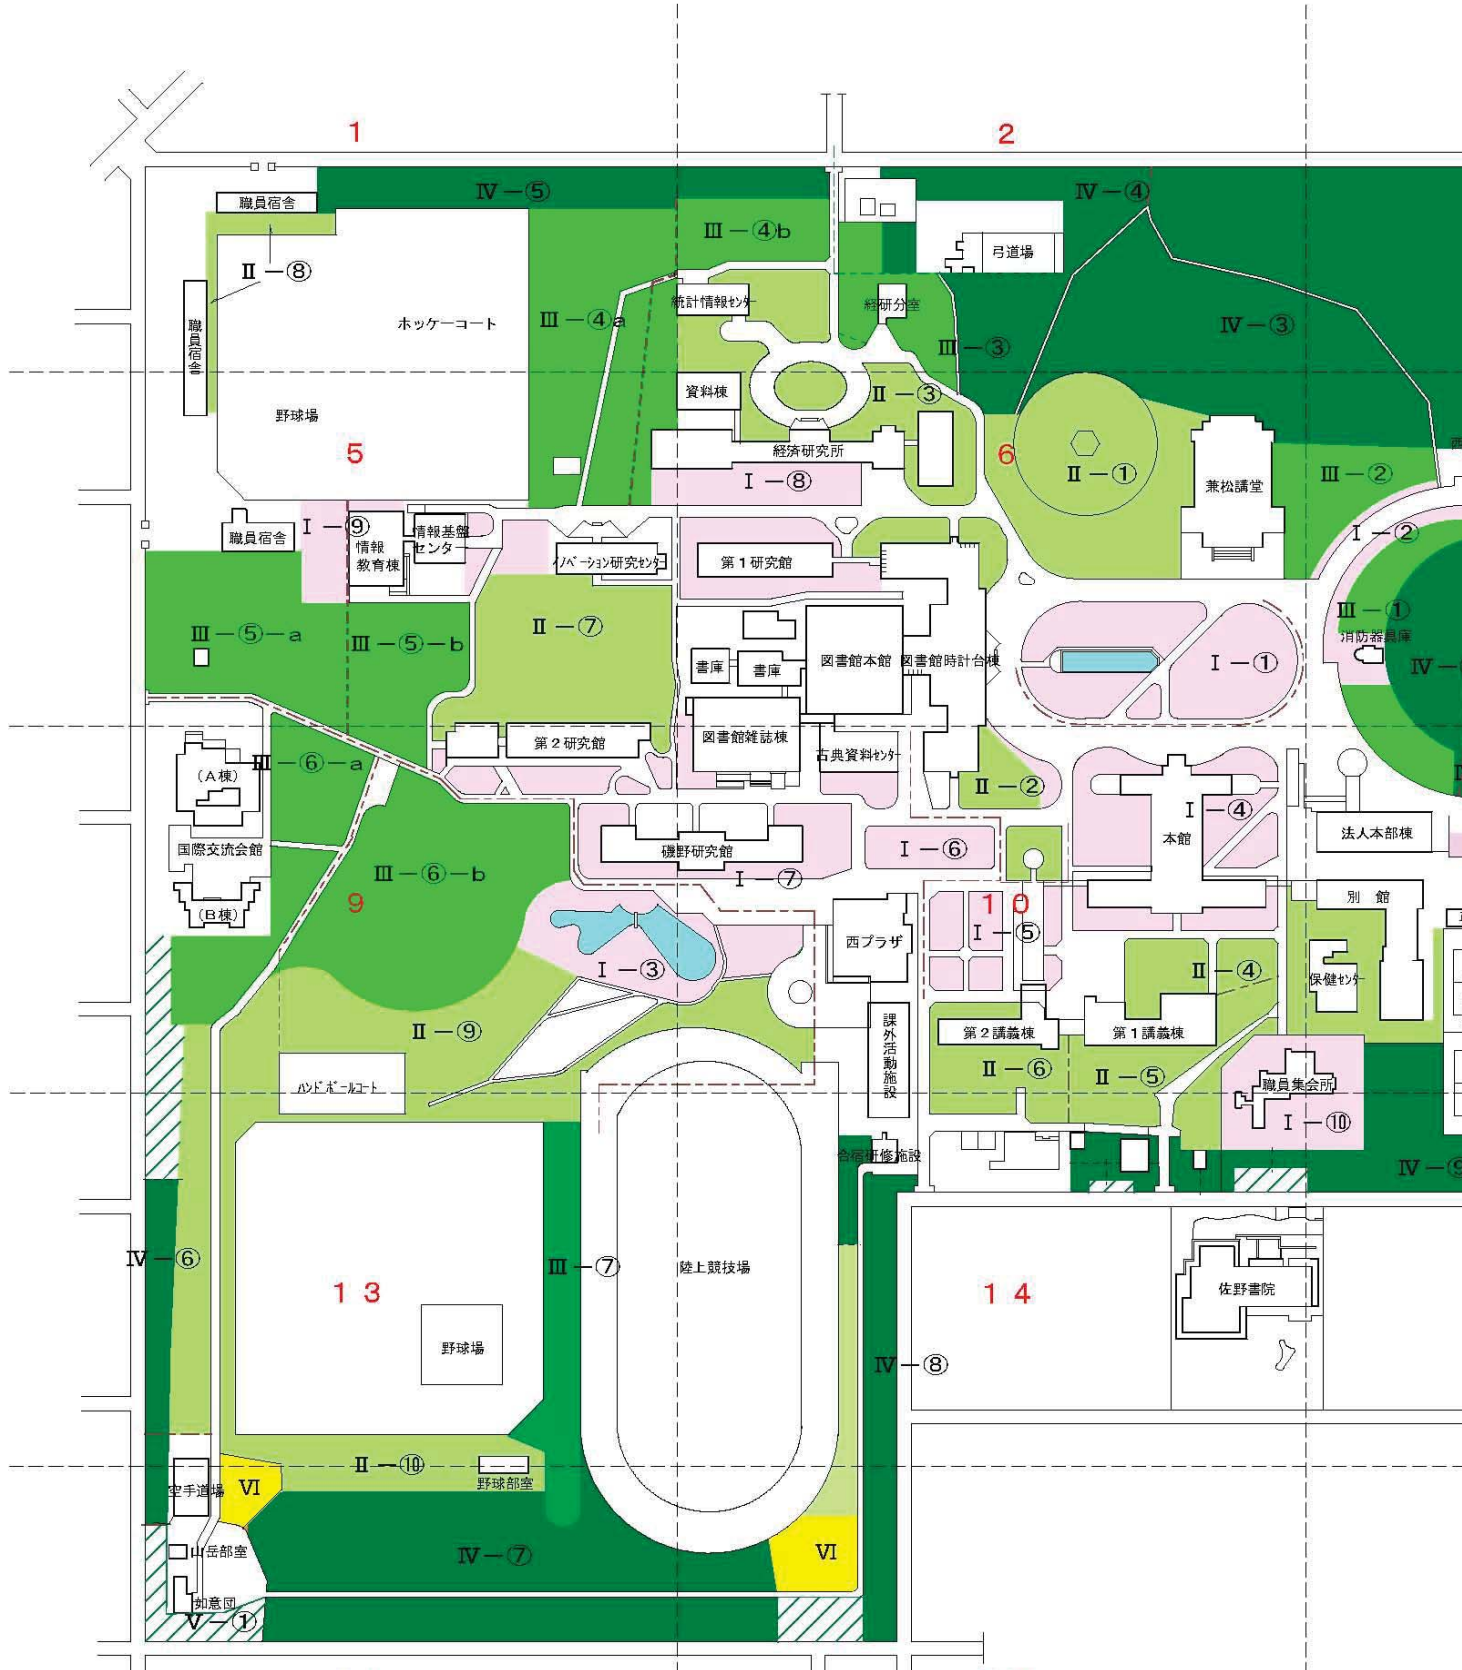 1
2
Ⅳ－⑤
Ⅳ－④
職員宿舎
Ⅲ－④b
弓道場
Ⅱ－⑧
統計情報ｾﾝﾀｰ
経研分室
職員宿舎
ホッケーコート
Ⅲ－④a
Ⅲ－③
Ⅳ－③
資料棟
Ⅱ－③
野球場
5
経済研究所
6
Ⅰ－⑧
Ⅱ－①
兼松講堂
Ⅲ－②
Ⅰ－⑨
職員宿舎
情報基盤
センター
情報
教育棟
ｲﾉﾍﾞｰｼｮﾝ研究ｾﾝﾀｰ
第１研究館
Ⅰ－②
Ⅲ－⑤－a
Ⅲ－⑤－b
Ⅱ－⑦
Ⅲ－①
消防器具庫
書庫
書庫
図書館本館
図書館時計台棟
Ⅰ－①
Ⅳ－
第２研究館
図書館雑誌棟
古典資料ｾﾝﾀｰ
(Ａ棟)
Ⅲ－⑥－a
Ⅱ－②
Ⅰ－④
本館
法人本部棟
国際交流会館
磯野研究館
Ⅰ－⑥
Ⅲ－⑥－b
Ⅰ－⑦
9
10
別　館
(Ｂ棟)
西プラザ
Ⅰ－⑤
Ⅰ－③
Ⅱ－④
保健ｾﾝﾀｰ
Ⅱ－⑨
課外活動施設
第２講義棟
第１講義棟
Ⅱ－⑥
Ⅱ－⑤
職員集会所
ﾊﾝﾄﾞﾎﾞｰﾙｺｰﾄ
Ⅰ－⑩
合宿研修施設
Ⅳ－⑨
Ⅳ－⑥
Ⅲ－⑦
陸上競技場
13
14
佐野書院
野球場
Ⅳ－⑧
Ⅱ－⑩
空手道場
Ⅵ
野球部室
山岳部室
Ⅳ－⑦
Ⅵ
如意団
Ⅴ－①